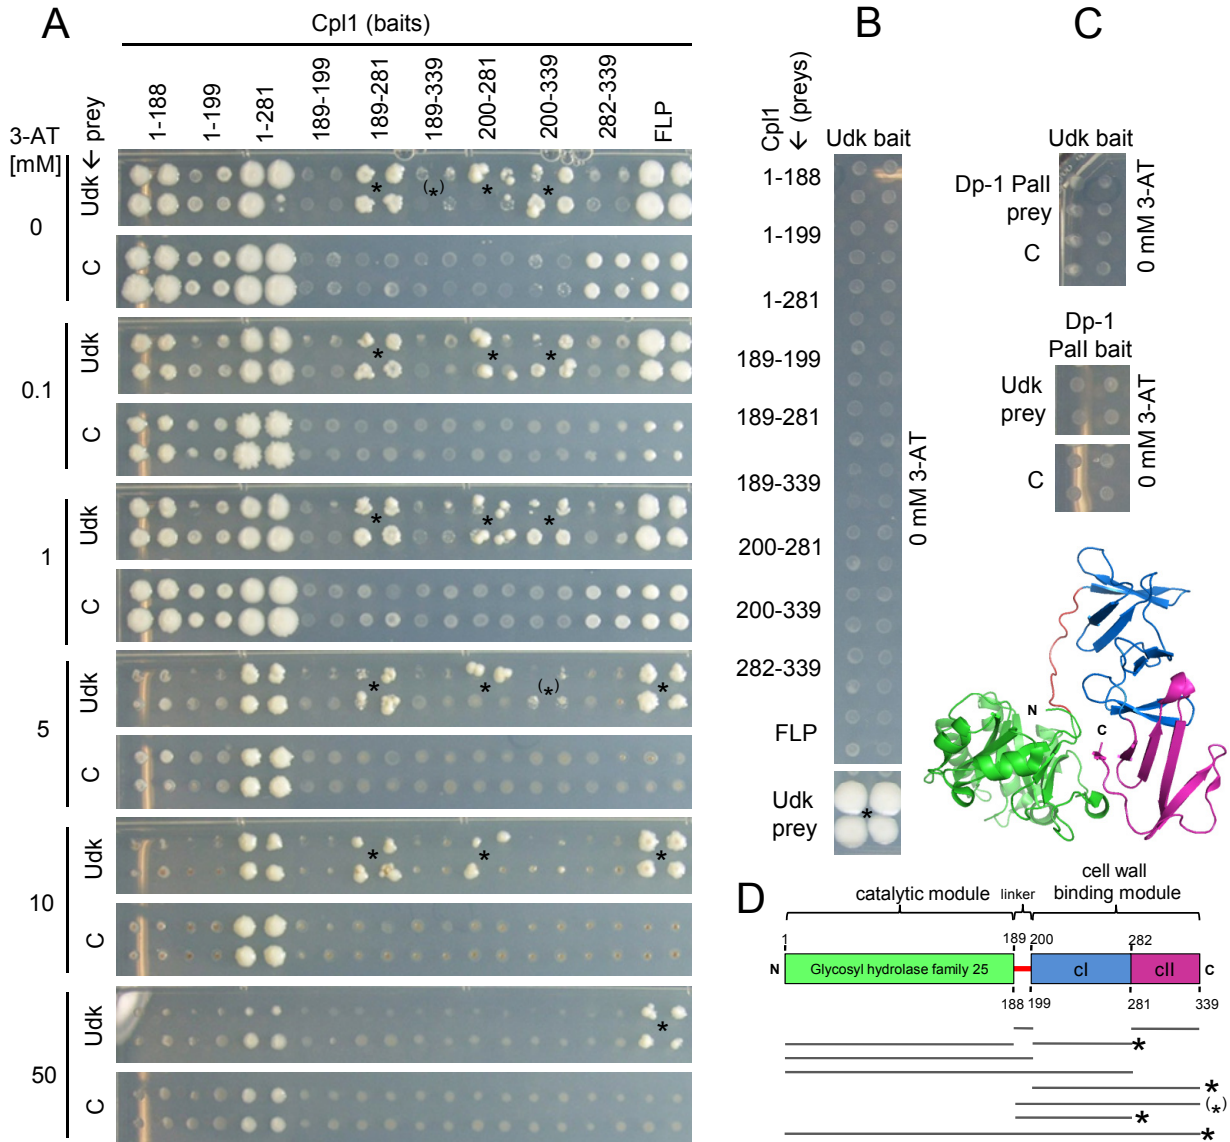 A
Cpl1 (baits)
3-AT
[mM]
Udk ← prey
1-188
1-199
1-281
189-199
189-281
189-339
200-281
200-339
282-339
FLP
0
* (*) * *
C
0.1
Udk
* * *
C
1
Udk
* * *
C
5
Udk
* * (*) *
C
10
Udk
* * *
C
50
Udk
*
C
B
Cpl1
← (preys)
Udk bait
1-188
1-199
1-281
189-199
189-281
189-339
200-281
200-339
282-339
FLP
0 mM 3-AT
Udk
prey
*
C
Udk bait
Dp-1 Pall
prey
C
0 mM 3-AT
Dp-1
Pall bait
Udk
prey
0 mM 3-AT
C
0 mM 3-AT
N
C
D
catalytic module
linker
cell wall
binding module
1 189 200 282
N Glycosyl hydrolase family 25 cI cII C
188 199 281 339
*
*
(*)
*
*